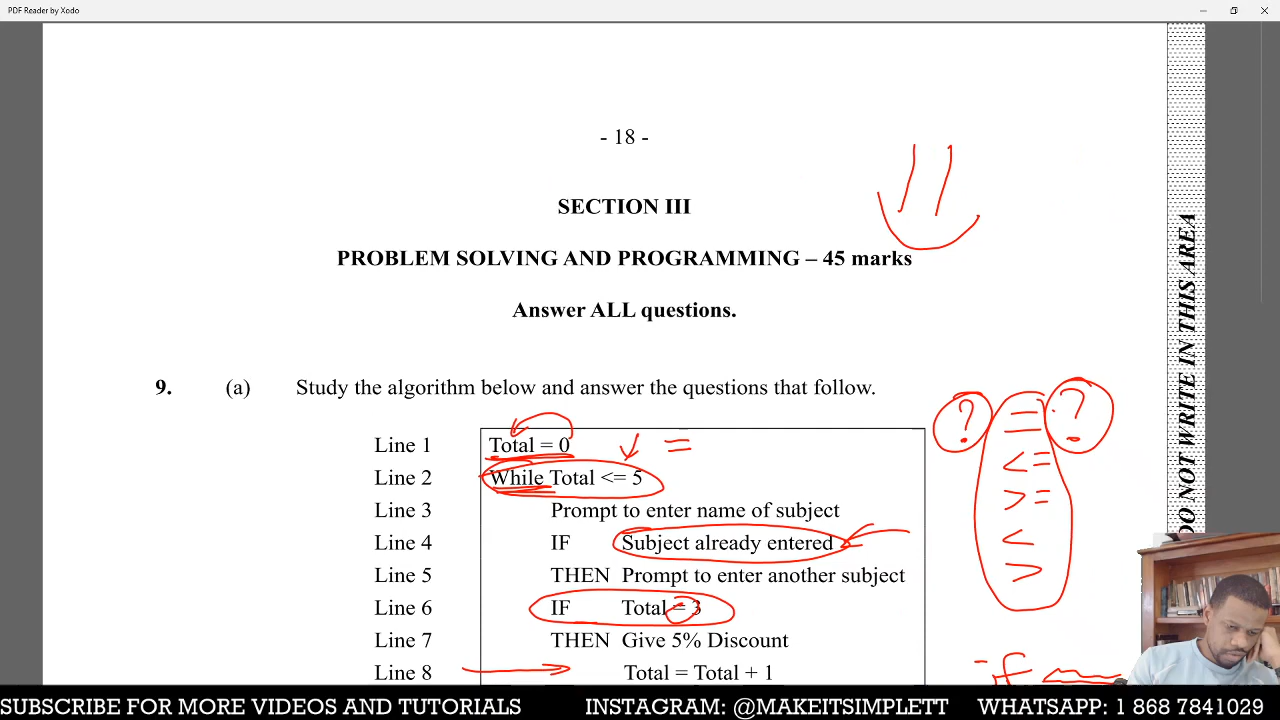 PDF Reader by Xodo
- 18 -
SECTION III
PROBLEM SOLVING AND PROGRAMMING – 45 marks
Answer ALL questions.
9. (a) Study the algorithm below and answer the questions that follow.
Line 1 Total = 0 =
Line 2 While Total <= 5
Line 3 Prompt to enter name of subject
Line 4 IF Subject already entered
Line 5 THEN Prompt to enter another subject
Line 6 IF Total = 3
Line 7 THEN Give 5% Discount
Line 8 Total = Total + 1
? = ?
<=
>=
<
>
if
DO NOT WRITE IN THIS AREA
SUBSCRIBE FOR MORE VIDEOS AND TUTORIALS INSTAGRAM: @MAKEITSIMPLETT WHATSAPP: 1 868 7841029